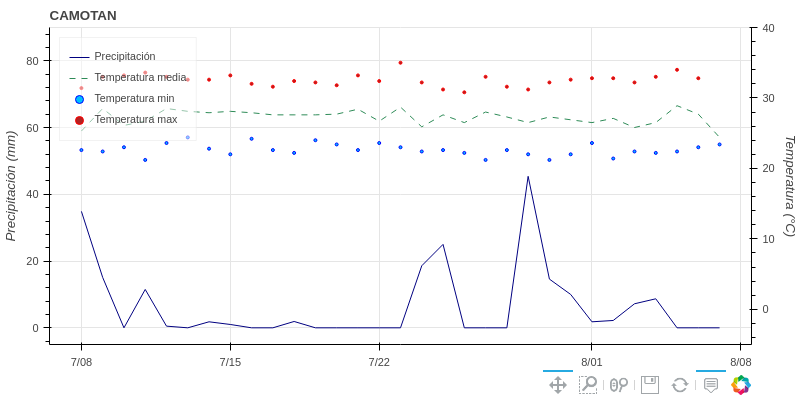 CAMOTAN
Precipitación
Temperatura media
Temperatura min
Temperatura max
Precipitación (mm)
80
60
40
20
0
Temperatura (°C)
40
30
20
10
0
7/08
7/15
7/22
8/01
8/08